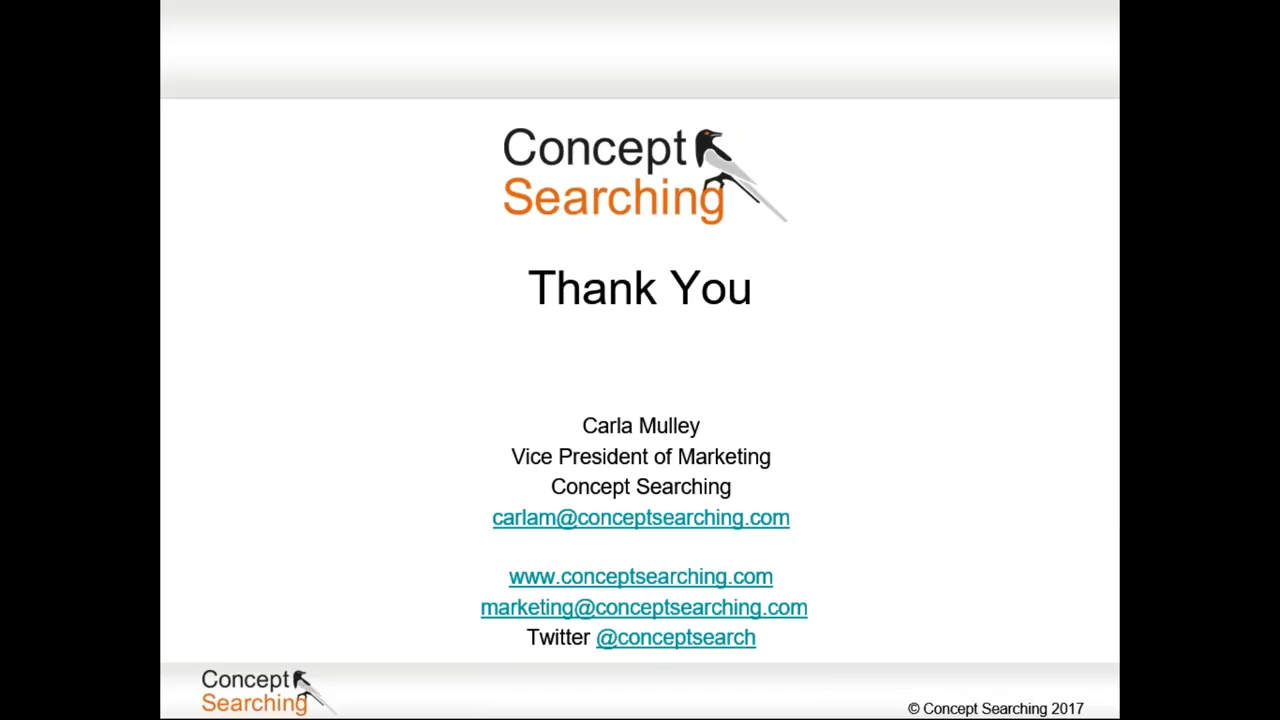 Concept
Searching
Thank You
Carla Mulley
Vice President of Marketing
Concept Searching
carlam@conceptsearching.com
www.conceptsearching.com
marketing@conceptsearching.com
Twitter @conceptsearch
Concept
Searching
© Concept Searching 2017